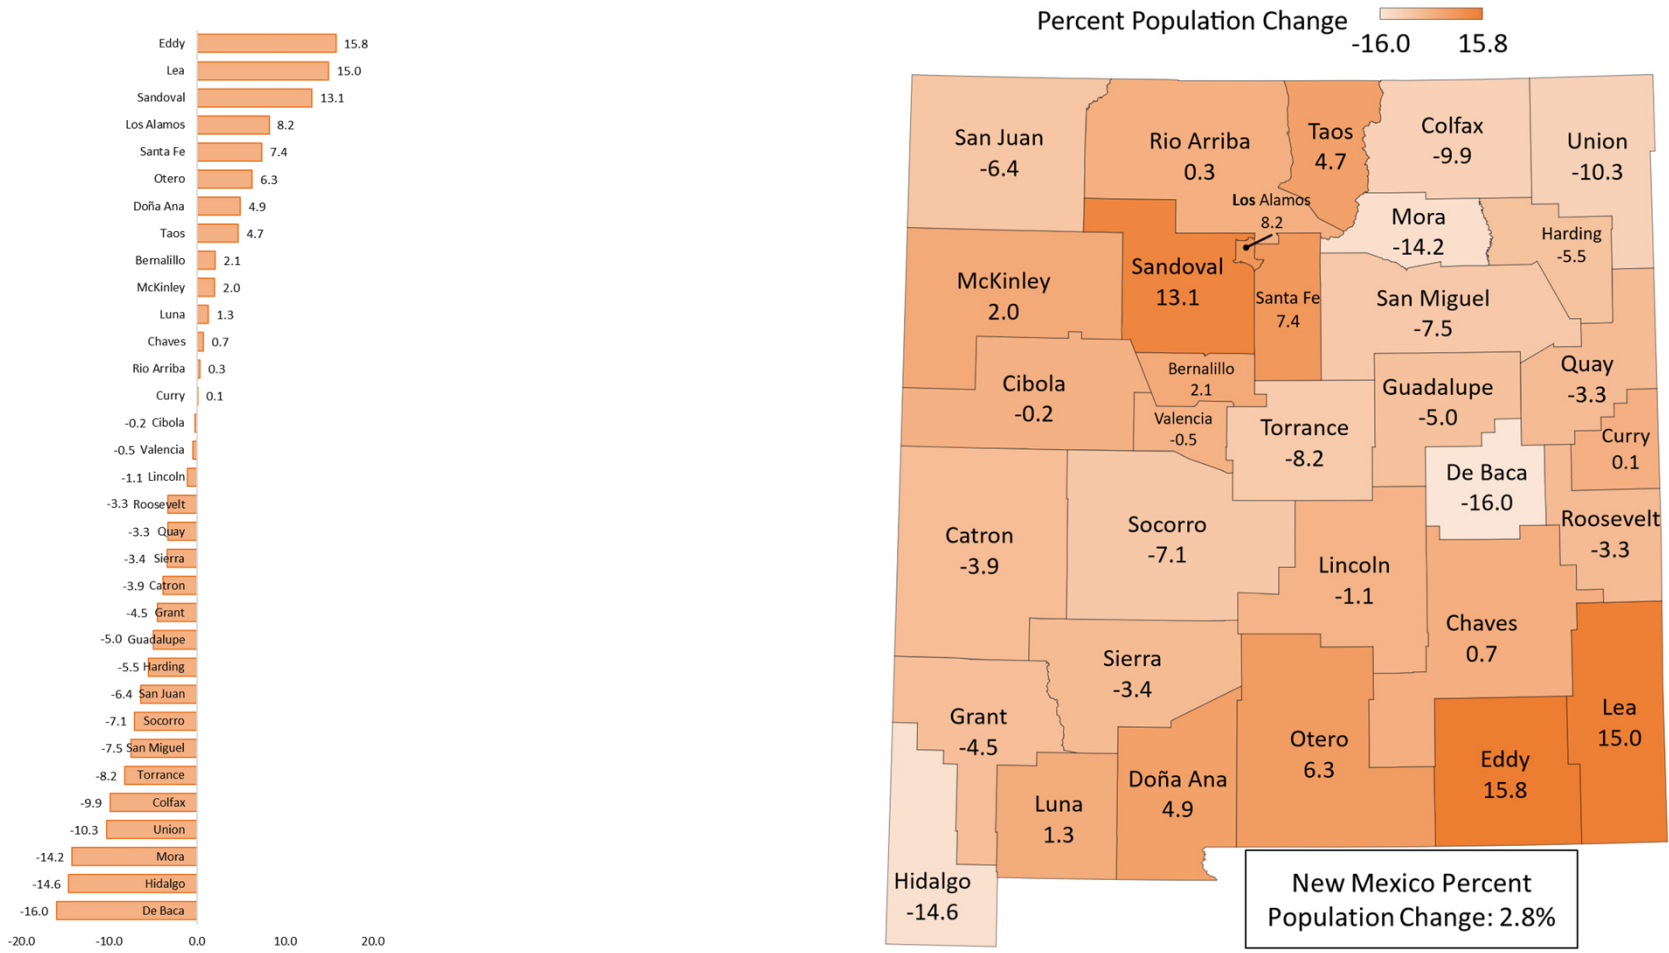 Eddy 15.8
Lea 15.0
Sandoval 13.1
Los Alamos 8.2
Santa Fe 7.4
Otero 6.3
Doña Ana 4.9
Taos 4.7
Bernalillo 2.1
McKinley 2.0
Luna 1.3
Chaves 0.7
Rio Arriba 0.3
Curry 0.1
-0.2 Cibola
-0.5 Valencia
-1.1 Lincoln
-3.3 Roosevelt
-3.3 Quay
-3.4 Sierra
-3.9 Catron
-4.5 Grant
-5.0 Guadalupe
-5.5 Harding
-6.4 San Juan
-7.1 Socorro
-7.5 San Miguel
-8.2 Torrance
-9.9 Colfax
-10.3 Union
-14.2 Mora
-14.6 Hidalgo
-16.0 De Baca
-20.0 -10.0 0.0 10.0 20.0
Percent Population Change
-16.0 15.8
San Juan
-6.4
Rio Arriba
0.3
Taos
4.7
Colfax
-9.9
Union
-10.3
Los Alamos
8.2
Mora
-14.2
Harding
-5.5
McKinley
2.0
Sandoval
13.1
Santa Fe
7.4
San Miguel
-7.5
Quay
-3.3
Cibola
-0.2
Bernalillo
2.1
Valencia
-0.5
Torrance
-8.2
Guadalupe
-5.0
Curry
0.1
De Baca
-16.0
Roosevelt
-3.3
Catron
-3.9
Socorro
-7.1
Lincoln
-1.1
Chaves
0.7
Sierra
-3.4
Grant
-4.5
Lea
15.0
Otero
6.3
Eddy
15.8
Doña Ana
4.9
Luna
1.3
Hidalgo
-14.6
New Mexico Percent
Population Change: 2.8%